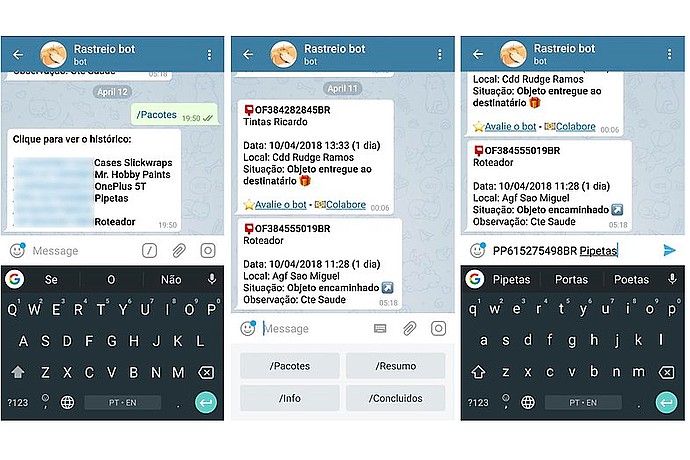 Rastreio bot
bot
Observação: Cte Saude
05:18
April 12
/Pacotes 19:50
Clique para ver o histórico:
Cases Slickwraps
Mr. Hobby Paints
OnePlus 5T
Pipetas
Roteador
19:50
Message
Se O Não
Q W E R T Y U I O P
A S D F G H J K L
Z X C V B N M
?123 , PT • EN .
Rastreio bot
bot
April 11
OF384282845BR
Tintas Ricardo
Data: 10/04/2018 13:33 (1 dia)
Local: Cdd Rudge Ramos
Situação: Objeto entregue ao
destinatário
Avalie o bot - Colabore 00:06
OF384555019BR
Roteador
Data: 10/04/2018 11:28 (1 dia)
Local: Agf Sao Miguel
Situação: Objeto encaminhado
Observação: Cte Saude
05:18
Message
/Pacotes /Resumo
/Info /Concluidos
Rastreio bot
bot
Local: Cdd Rudge Ramos
Situação: Objeto entregue ao
destinatário
Avalie o bot - Colabore 00:06
OF384555019BR
Roteador
Data: 10/04/2018 11:28 (1 dia)
Local: Agf Sao Miguel
Situação: Objeto encaminhado
Observação: Cte Saude
05:18
PP615275498BR Pipetas
Pipetas Portas Poetas
q w e r t y u i o p
a s d f g h j k l
z x c v b n m
?123 , PT • EN .